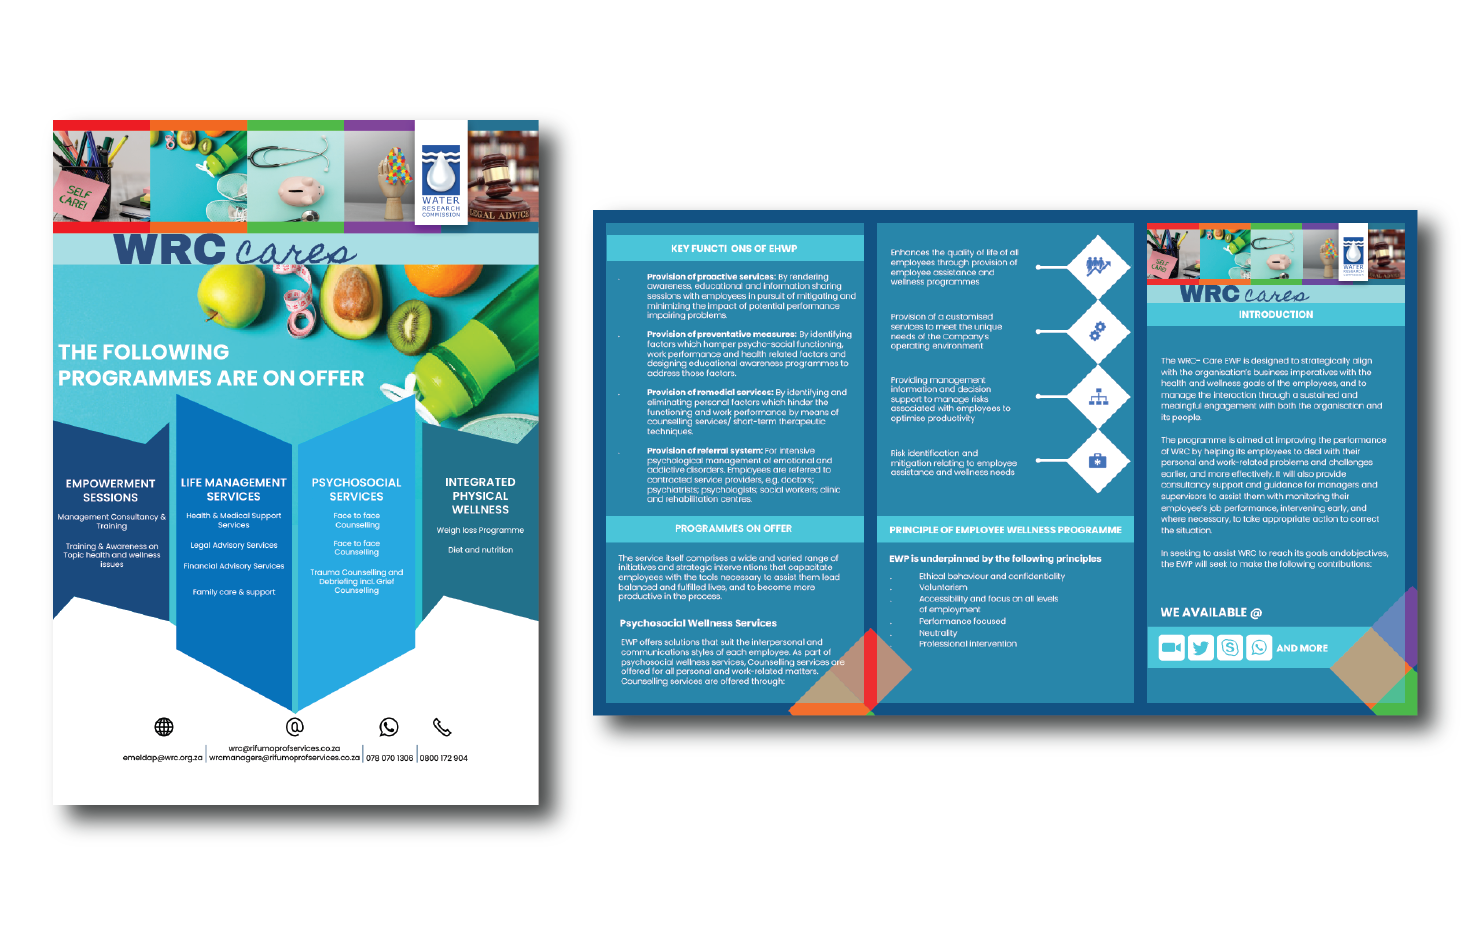 SELF
CARE!
WATER
RESEARCH
COMMISSION
LEGAL ADVICE
WRC cares
THE FOLLOWING
PROGRAMMES ARE ON OFFER
EMPOWERMENT
SESSIONS
Management Consultancy &
Training
Training & Awareness on
Topic health and wellness
issues
LIFE MANAGEMENT
SERVICES
Health & Medical Support
Services
Legal Advisory Services
Financial Advisory Services
Family care & support
PSYCHOSOCIAL
SERVICES
Face to face
Counselling
Face to face
Counselling
Trauma Counselling and
Debriefing incl. Grief
Counselling
INTEGRATED
PHYSICAL
WELLNESS
Weigh loss Programme
Diet and nutrition
emeldap@wrc.org.za
wrc@rifumoprofservices.co.za
wrcmanagers@rifumoprofservices.co.za
078 070 1306
0800 172 904
KEY FUNCTI ONS OF EHWP
Provision of proactive services: By rendering
awareness, educational and information sharing
sessions with employees in pursuit of mitigating and
minimizing the impact of potential performance
impairing problems.
Provision of preventative measures: By identifying
factors which hamper psycho-social functioning,
work performance and health related factors and
designing educational awareness programmes to
address those factors.
Provision of remedial services: By identifying and
eliminating personal factors which hinder the
functioning and work performance by means of
counselling services/ short-term therapeutic
techniques.
Provision of referral system: For intensive
psychological management of emotional and
addictive disorders. Employees are referred to
contracted service providers, e.g. doctors;
psychiatrists; psychologists; social workers; clinic
and rehabilitation centres.
PROGRAMMES ON OFFER
The service itself comprises a wide and varied range of
initiatives and strategic interventions that capacitate
employees with the tools necessary to assist them lead
balanced and fulfilled lives, and to become more
productive in the process.
Psychosocial Wellness Services
EWP offers solutions that suit the interpersonal and
communications styles of each employee. As part of
psychosocial wellness services, Counselling services are
offered for all personal and work-related matters.
Counselling services are offered through:
Enhances the quality of life of all
employees through provision of
employee assistance and
wellness programmes
Provision of a customised
services to meet the unique
needs of the Company's
operating environment
Providing management
information and decision
support to manage risks
associated with employees to
optimise productivity
Risk identification and
mitigation relating to employee
assistance and wellness needs
PRINCIPLE OF EMPLOYEE WELLNESS PROGRAMME
EWP is underpinned by the following principles
Ethical behaviour and confidentiality
Voluntarism
Accessibility and focus on all levels
of employment
Performance focused
Neutrality
Professional intervention
SELF
CARE!
WATER
RESEARCH
COMMISSION
LEGAL ADVICE
WRC cares
INTRODUCTION
The WRC- Care EWP is designed to strategically align
with the organisation's business imperatives with the
health and wellness goals of the employees, and to
manage the interaction through a sustained and
meaningful engagement with both the organisation and
its people.
The programme is aimed at improving the performance
of WRC by helping its employees to deal with their
personal and work-related problems and challenges
earlier, and more effectively. It will also provide
consultancy support and guidance for managers and
supervisors to assist them with monitoring their
employee's job performance, intervening early, and
where necessary, to take appropriate action to correct
the situation.
In seeking to assist WRC to reach its goals andobjectives,
the EWP will seek to make the following contributions:
WE AVAILABLE @
AND MORE